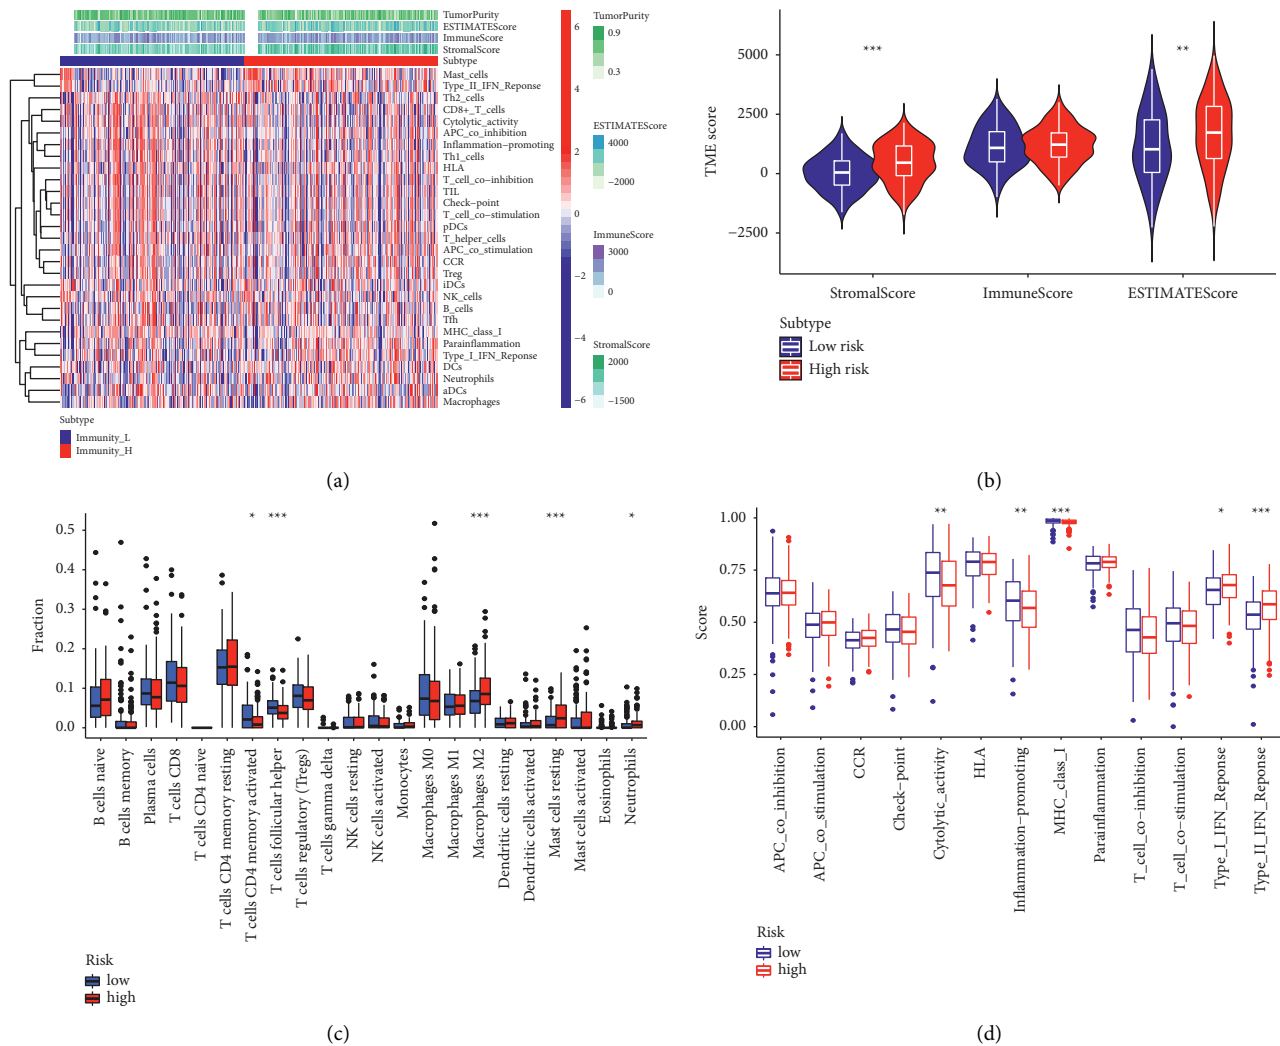 TumorPurity
ESTIMATEScore
ImmuneScore
StromalScore
Subtype
Mast_cells
Type_II_IFN_Reponse
Th2_cells
CD8+_T_cells
Cytolytic_activity
APC_co_inhibition
Inflammation−promoting
Th1_cells
HLA
T_cell_co−inhibition
TIL
Check−point
T_cell_co−stimulation
pDCs
T_helper_cells
APC_co_stimulation
CCR
Treg
iDCs
NK_cells
B_cells
Tfh
MHC_class_I
Parainflammation
Type_I_IFN_Reponse
DCs
Neutrophils
aDCs
Macrophages
6
4
2
0
−2
−4
−6
TumorPurity
0.9
0.3
ESTIMATEScore
4000
−2000
ImmuneScore
3000
0
StromalScore
2000
−1500
Subtype
Immunity_L
Immunity_H
(a)
TME score
5000
2500
0
−2500
***
**
StromalScore
ImmuneScore
ESTIMATEScore
Subtype
Low risk
High risk
(b)
Fraction
0.5
0.4
0.3
0.2
0.1
0.0
*
***
***
***
*
B cells naive
B cells memory
Plasma cells
T cells CD8
T cells CD4 naive
T cells CD4 memory resting
T cells CD4 memory activated
T cells follicular helper
T cells regulatory (Tregs)
T cells gamma delta
NK cells resting
NK cells activated
Monocytes
Macrophages M0
Macrophages M1
Macrophages M2
Dendritic cells resting
Dendritic cells activated
Mast cells resting
Mast cells activated
Eosinophils
Neutrophils
Risk
low
high
(c)
Score
1.00
0.75
0.50
0.25
0.00
**
**
***
*
***
APC_co_inhibition
APC_co_stimulation
CCR
Check−point
Cytolytic_activity
HLA
Inflammation−promoting
MHC_class_I
Parainflammation
T_cell_co−inhibition
T_cell_co−stimulation
Type_I_IFN_Reponse
Type_II_IFN_Reponse
Risk
low
high
(d)